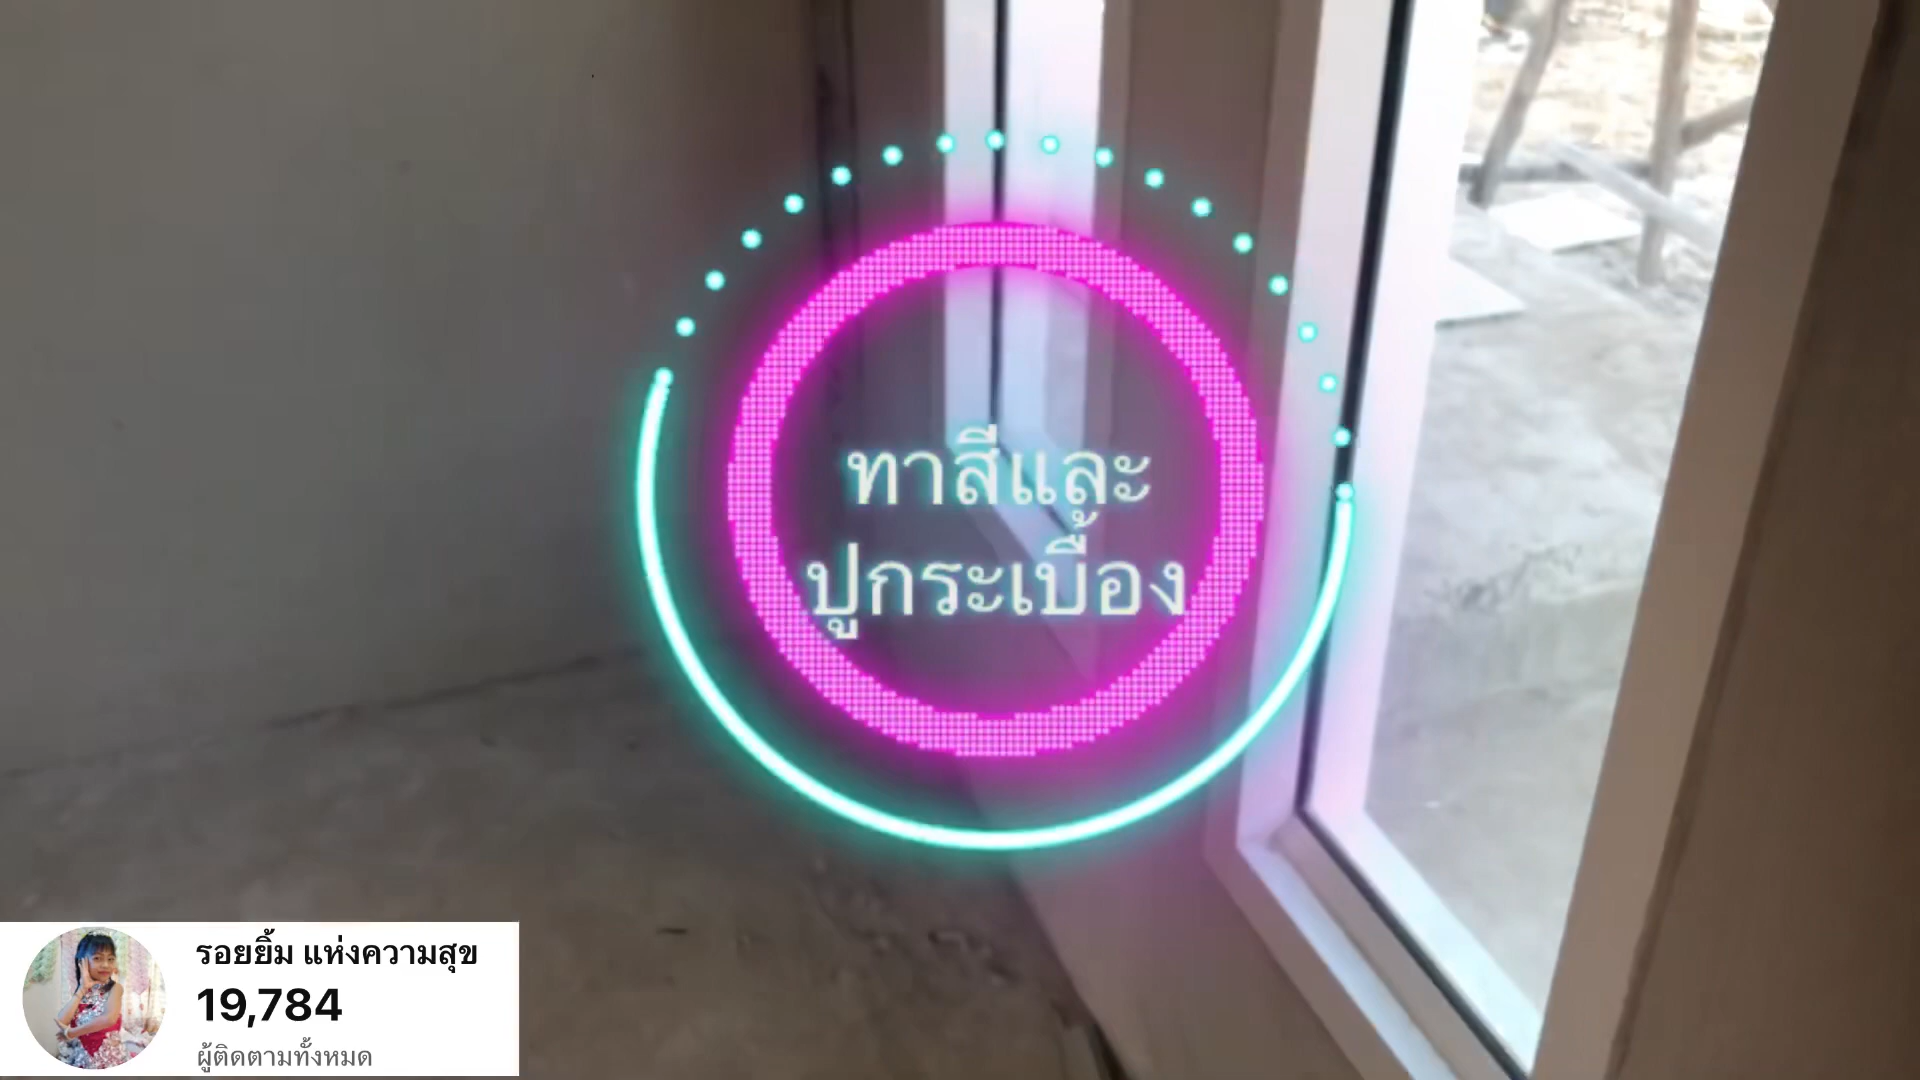 ทาสีและ
ปูกระเบื้อง
รอยยิ้ม แห่งความสุข
19,784
ผู้ติดตามทั้งหมด